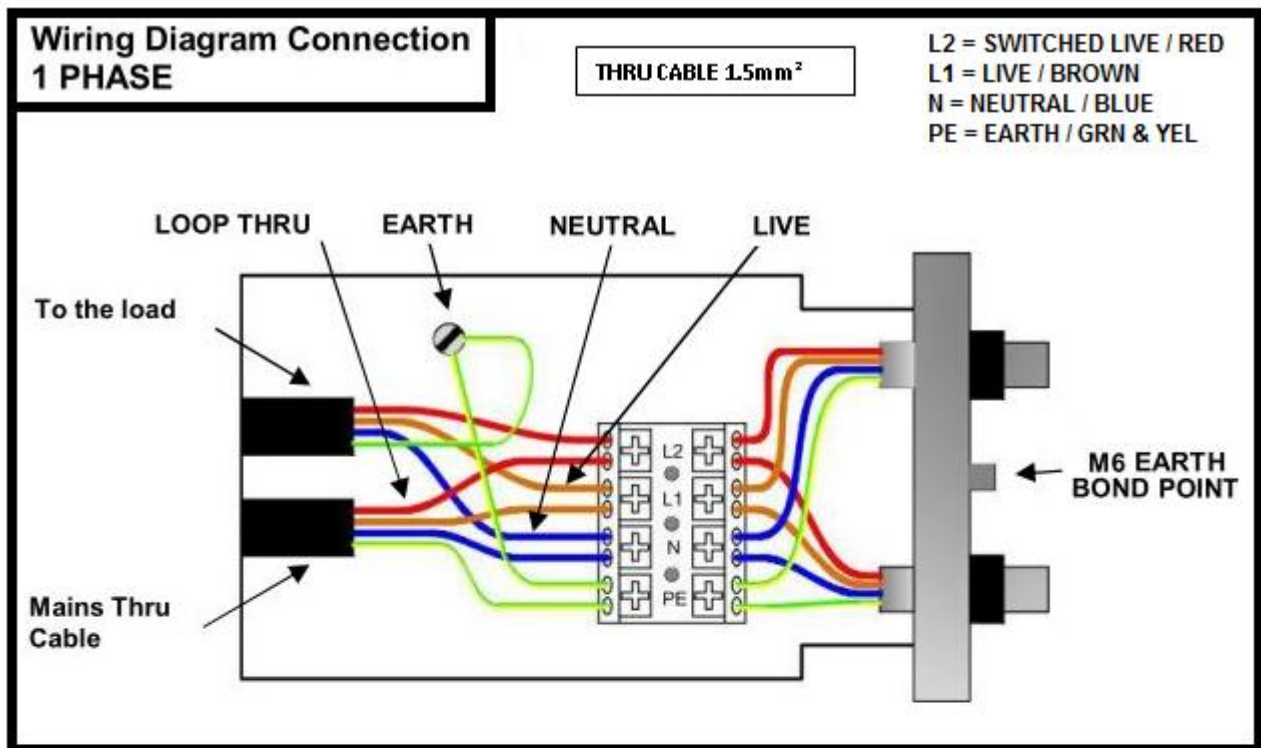 Wiring Diagram Connection
1 PHASE
THRU CABLE 1.5mm²
L2 = SWITCHED LIVE / RED
L1 = LIVE / BROWN
N = NEUTRAL / BLUE
PE = EARTH / GRN & YEL
LOOP THRU
EARTH
NEUTRAL
LIVE
To the load
L2
L1
N
PE
M6 EARTH
BOND POINT
Mains Thru
Cable